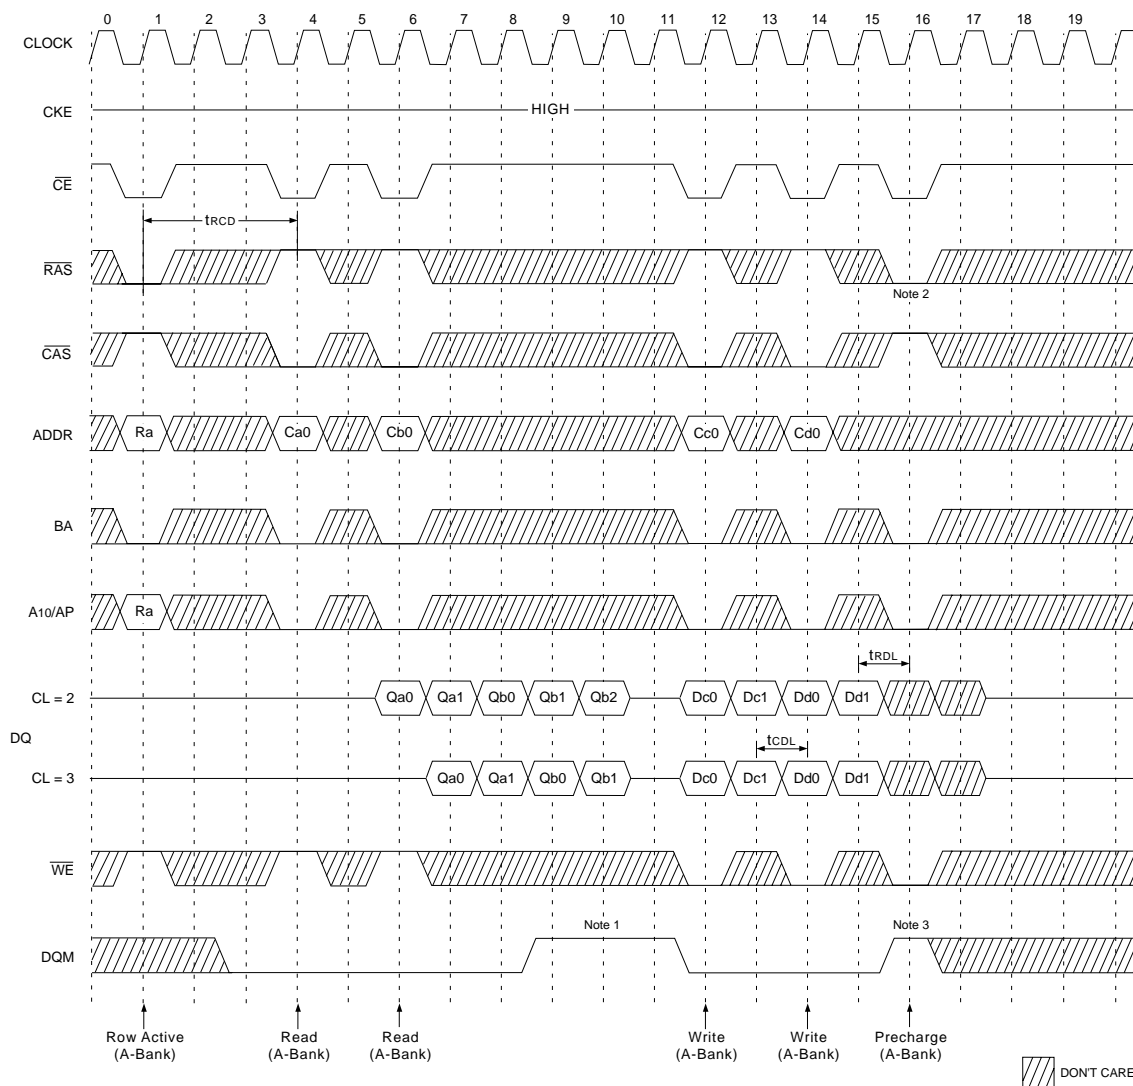 0 1 2 3 4 5 6 7 8 9 10 11 12 13 14 15 16 17 18 19
CLOCK
CKE
HIGH
CE
tRCD
RAS
Note 2
CAS
ADDR
Ra Ca0 Cb0 Cc0 Cd0
BA
A10/AP
Ra
tRDL
CL = 2
Qa0 Qa1 Qb0 Qb1 Qb2 Dc0 Dc1 Dd0 Dd1
DQ
tCDL
CL = 3
Qa0 Qa1 Qb0 Qb1 Dc0 Dc1 Dd0 Dd1
WE
Note 1
Note 3
DQM
Row Active
(A-Bank)
Read
(A-Bank)
Read
(A-Bank)
Write
(A-Bank)
Write
(A-Bank)
Precharge
(A-Bank)
DON'T CARE